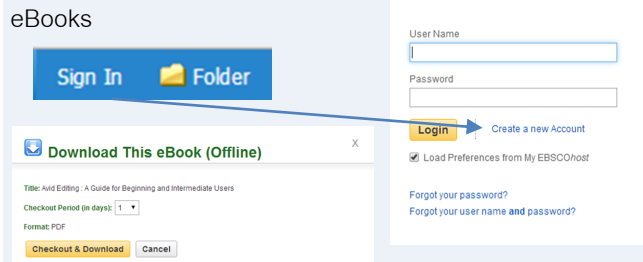 eBooks
Sign In Folder
Download This eBook (Offline)
X
Title: Avid Editing : A Guide for Beginning and Intermediate Users
Checkout Period (in days): 1
Format: PDF
Checkout & Download Cancel
User Name
Password
Login Create a new Account
Load Preferences from My EBSCOhost
Forgot your password?
Forgot your user name and password?